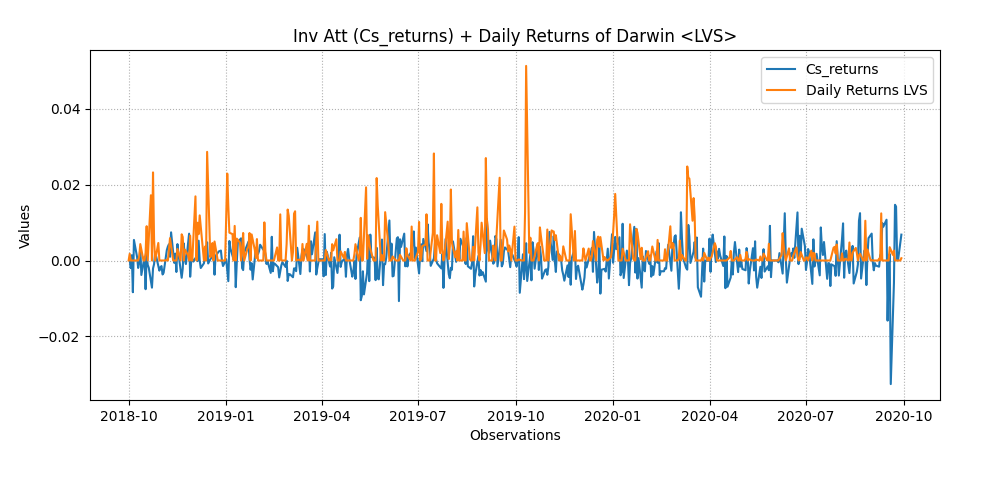 Inv Att (Cs_returns) + Daily Returns of Darwin <LVS>
Cs_returns
Daily Returns LVS
Values
0.04
0.02
0.00
−0.02
2018-10 2019-01 2019-04 2019-07 2019-10 2020-01 2020-04 2020-07 2020-10
Observations